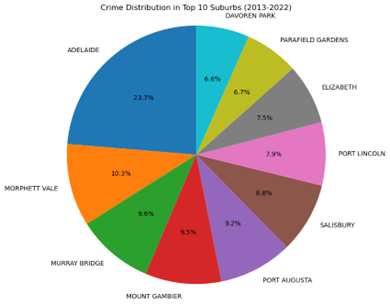 Crime Distribution in Top 10 Suburbs (2013-2022)
DAVOREN PARK
PARAFIELD GARDENS
ADELAIDE
6.6%
6.7%
ELIZABETH
23.7%
7.5%
7.9%
PORT LINCOLN
10.3%
MORPHETT VALE
8.8%
9.6%
9.2%
9.5%
SALISBURY
MURRAY BRIDGE
PORT AUGUSTA
MOUNT GAMBIER